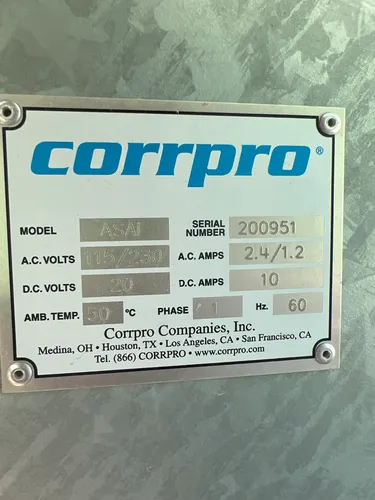 corrpro®
MODEL ASAI SERIAL NUMBER 200951
A.C. VOLTS 115/230 A.C. AMPS 2.4/1.2
D.C. VOLTS 20 D.C. AMPS 10
AMB. TEMP. 50 °C PHASE 1 Hz. 60
Corrpro Companies, Inc.
Medina, OH • Houston, TX • Los Angeles, CA • San Francisco, CA
Tel. (866) CORRPRO • www.corrpro.com